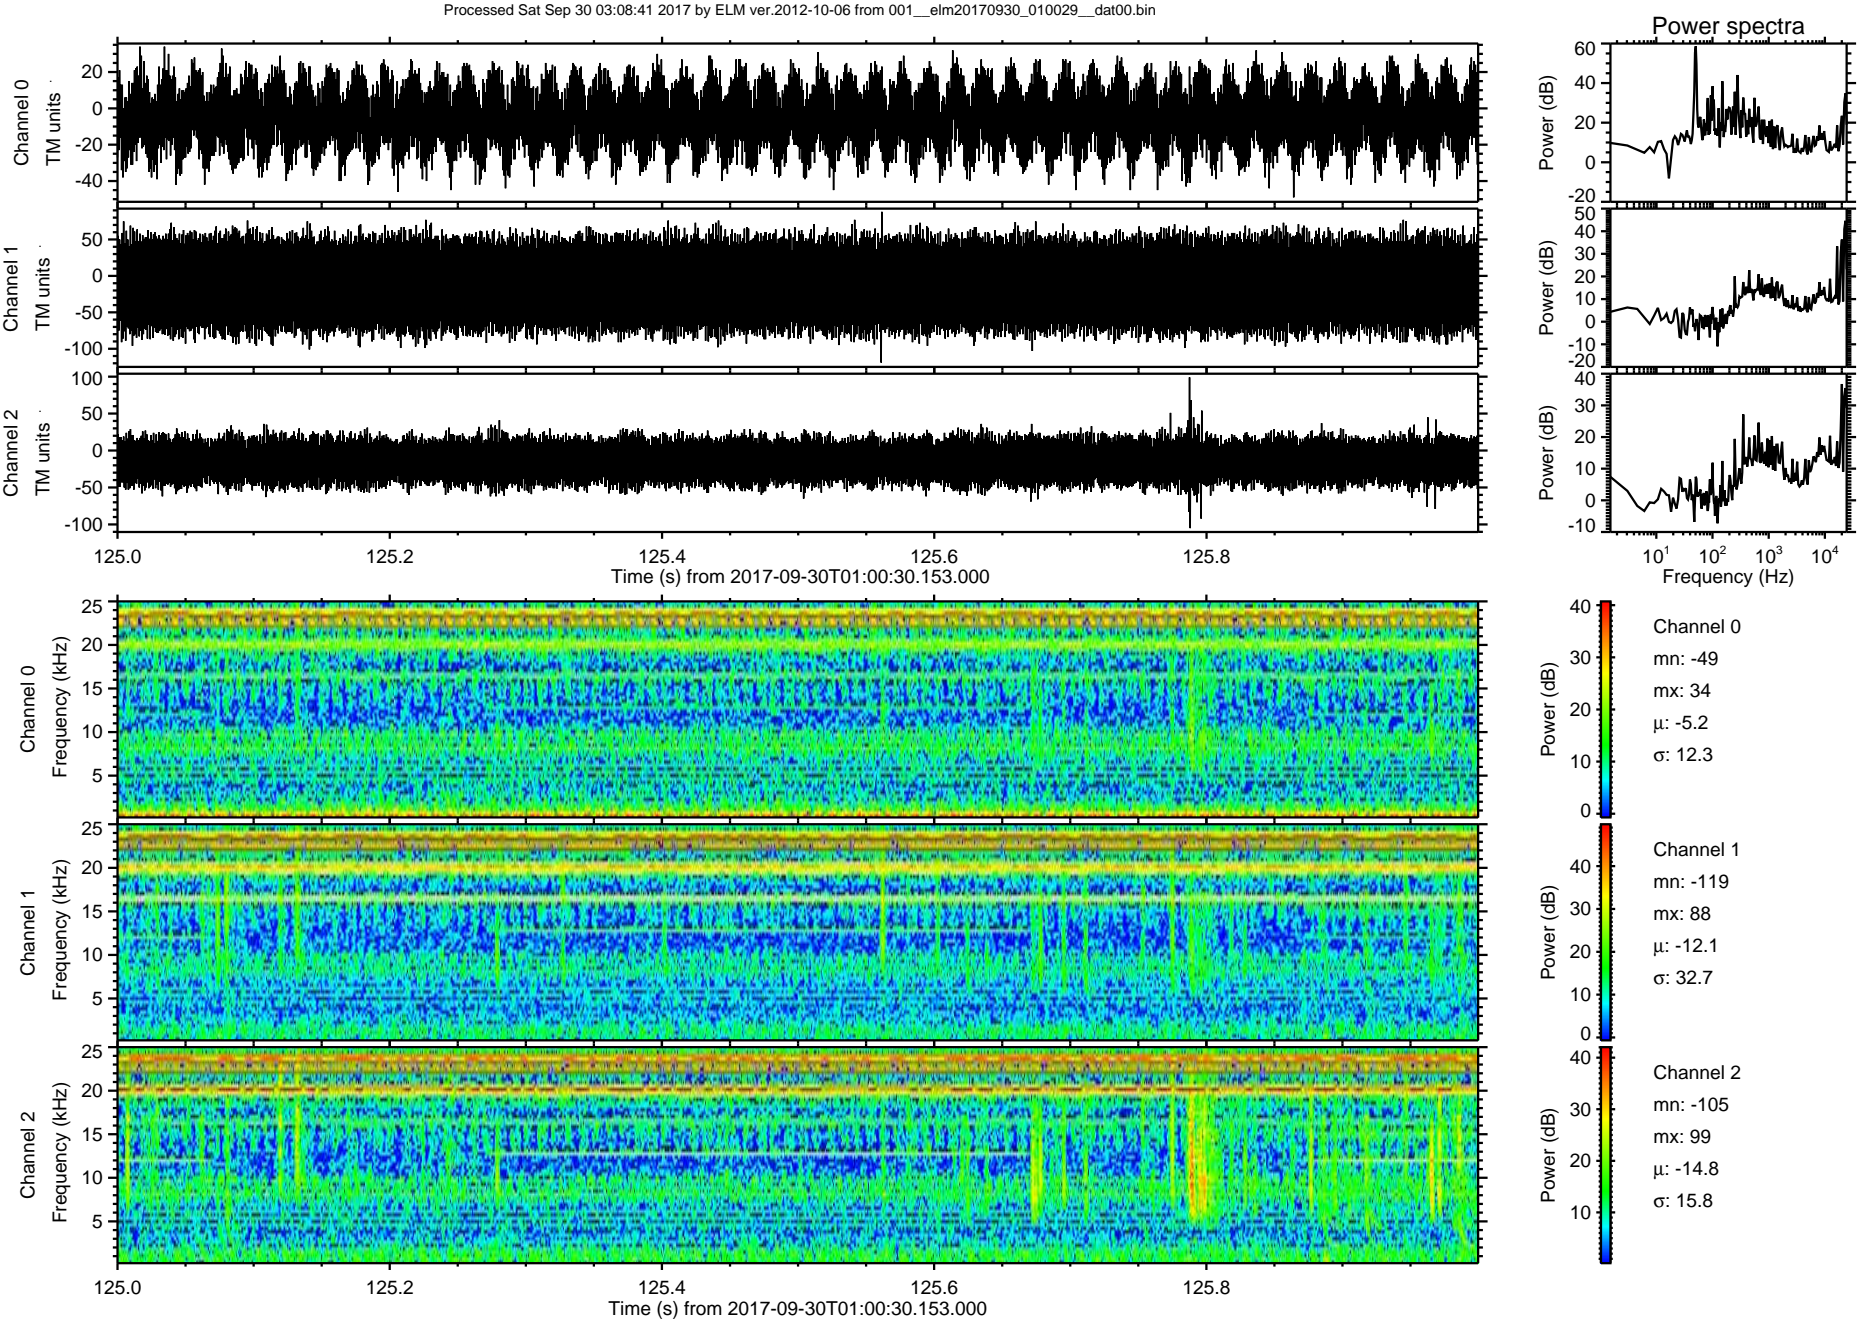 Processed Sat Sep 30 03:08:41 2017 by ELM ver.2012-10-06 from 001__elm20170930_010029__dat00.bin
Power spectra
Channel 0
TM units
20
0
-20
-40
Power (dB)
60
40
20
0
-20
Channel 1
TM units
50
0
-50
-100
Power (dB)
50
40
30
20
10
0
-10
-20
Channel 2
TM units
100
50
0
-50
-100
Power (dB)
40
30
20
10
0
-10
125.0 125.2 125.4 125.6 125.8
Time (s) from 2017-09-30T01:00:30.153.000
10¹ 10² 10³ 10⁴
Frequency (Hz)
Channel 0
Frequency (kHz)
25
20
15
10
5
Power (dB)
40
30
20
10
0
Channel 0
mn: -49
mx: 34
μ: -5.2
σ: 12.3
Channel 1
Frequency (kHz)
25
20
15
10
5
Power (dB)
40
30
20
10
0
Channel 1
mn: -119
mx: 88
μ: -12.1
σ: 32.7
Channel 2
Frequency (kHz)
25
20
15
10
5
Power (dB)
40
30
20
10
Channel 2
mn: -105
mx: 99
μ: -14.8
σ: 15.8
125.0 125.2 125.4 125.6 125.8
Time (s) from 2017-09-30T01:00:30.153.000